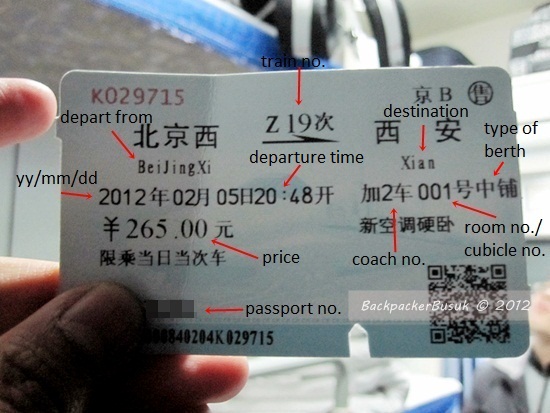 train no.
K029715
京B 售
depart from
destination
北京西
Z 19次
西 安
type of berth
BeiJingXi
departure time
Xian
yy/mm/dd
2012年02月05日20:48开
加2车 001号中铺
¥265.00元
新空调硬卧
room no./
cubicle no.
限乘当日当次车
price
coach no.
passport no.
BackpackerBusuk © 2012
0840204K029715